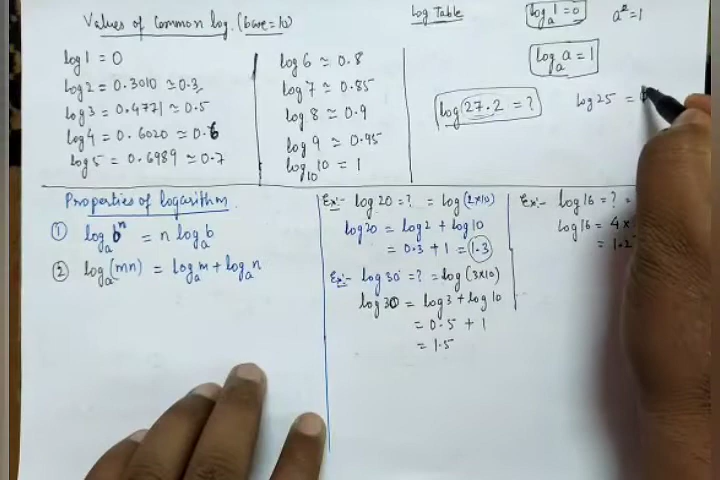 Values of Common log. (base=10)
log 1 = 0
log 2 = 0.3010 ≃ 0.3
log 3 = 0.4771 ≃ 0.5
log 4 = 0.6020 ≃ 0.6
log 5 = 0.6989 ≃ 0.7
log 6 ≃ 0.8
log 7 ≃ 0.85
log 8 ≃ 0.9
log 9 ≃ 0.95
log₁₀ 10 = 1
Log Table
logₐ 1 = 0
a⁰ = 1
logₐ a = 1
log 27.2 = ?
log 25 =
Properties of logarithm
① logₐ bⁿ = n logₐ b
② logₐ (mn) = logₐ m + logₐ n
Ex:- log 20 = ? = log (2×10)
log 20 = log 2 + log 10
= 0.3 + 1 = 1.3
Ex:- log 30 = ? = log (3×10)
log 30 = log 3 + log 10
= 0.5 + 1
= 1.5
Ex:- log 16 = ? =
log 16 = 4 ×
= 1.2